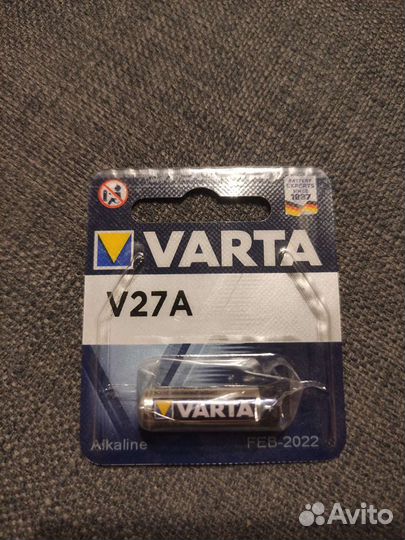 BATTERY
EXPERTS
SINCE
1887
VARTA
V27A
VARTA
Alkaline
FEB-2022
Avito